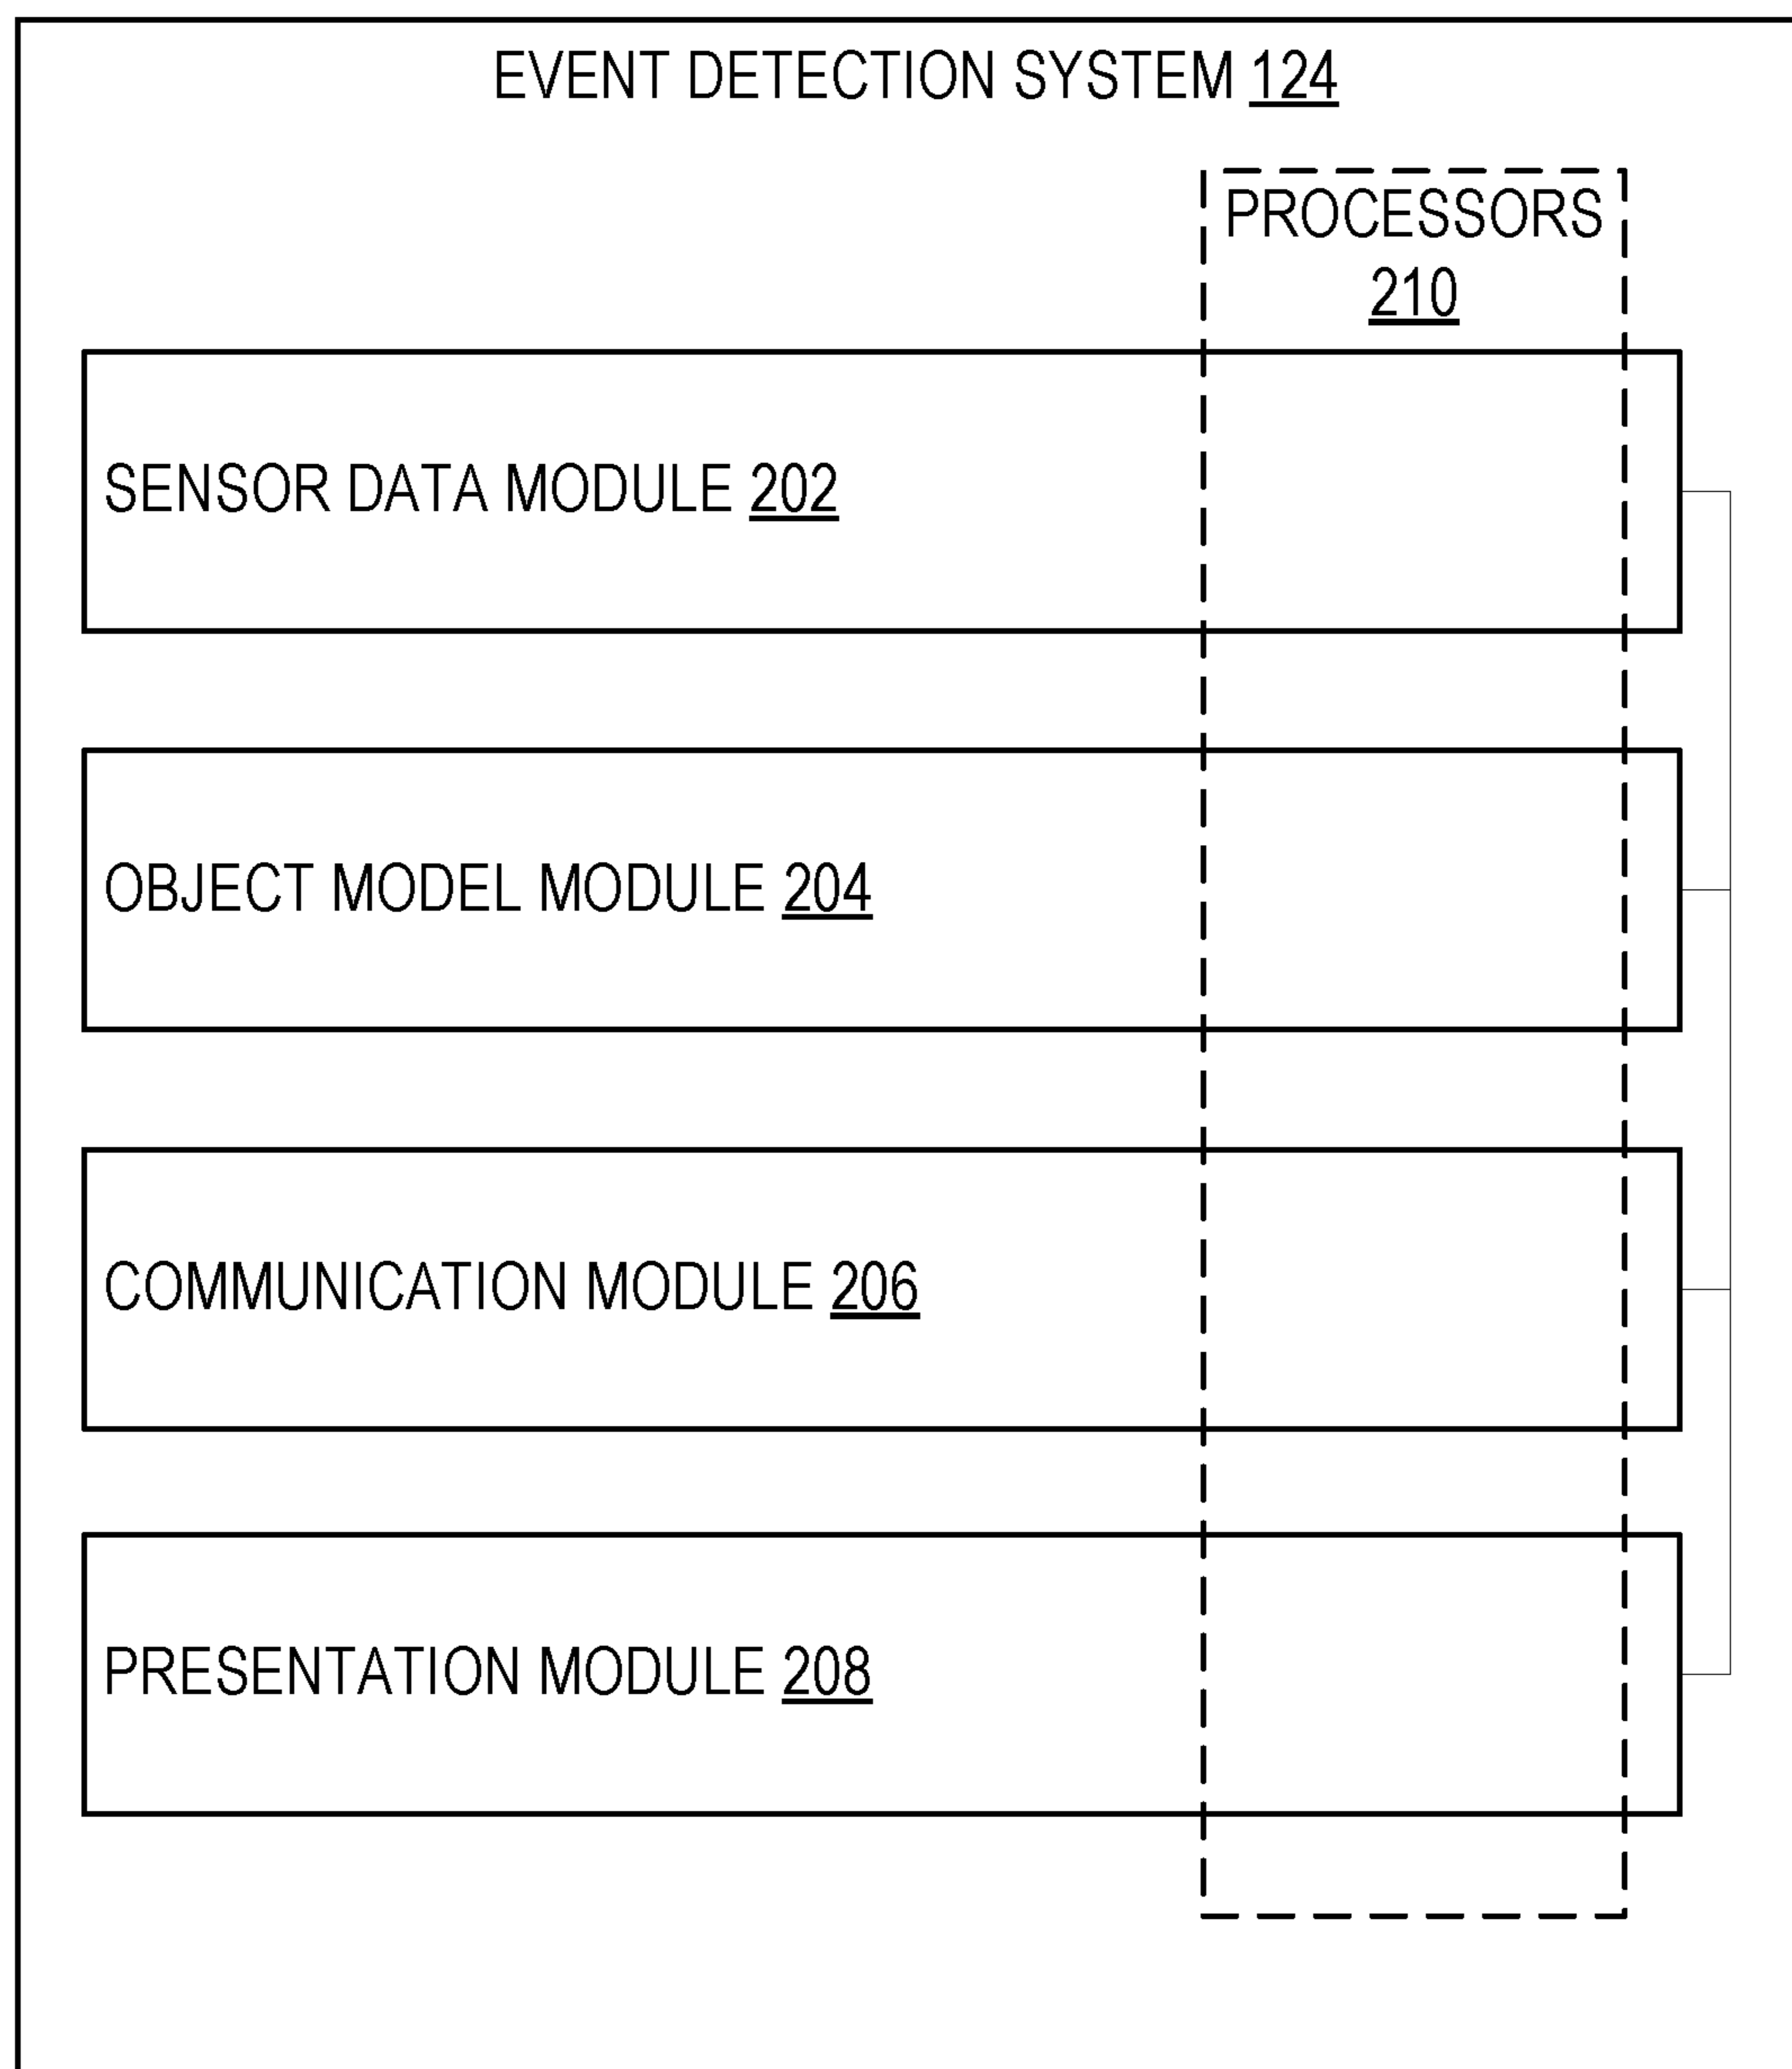 EVENT DETECTION SYSTEM 124
PROCESSORS
210
SENSOR DATA MODULE 202
OBJECT MODEL MODULE 204
COMMUNICATION MODULE 206
PRESENTATION MODULE 208